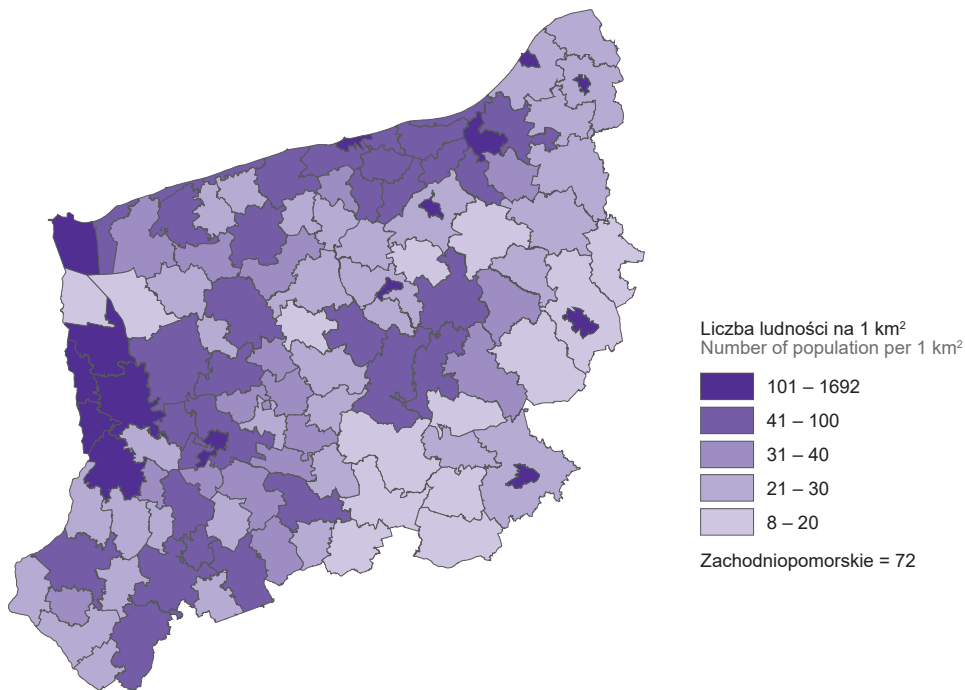 Liczba ludności na 1 km²
Number of population per 1 km²
101 – 1692
41 – 100
31 – 40
21 – 30
8 – 20
Zachodniopomorskie = 72